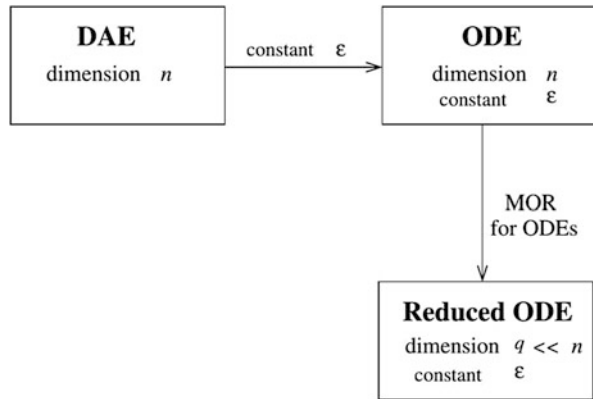 DAE
dimension n
constant ε
ODE
dimension n
constant ε
MOR
for ODEs
Reduced ODE
dimension q << n
constant ε